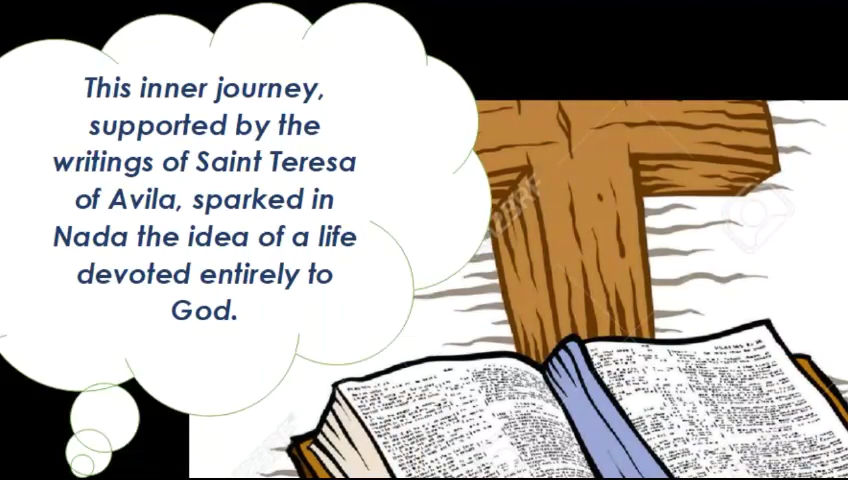 This inner journey,
supported by the
writings of Saint Teresa
of Avila, sparked in
Nada the idea of a life
devoted entirely to
God.